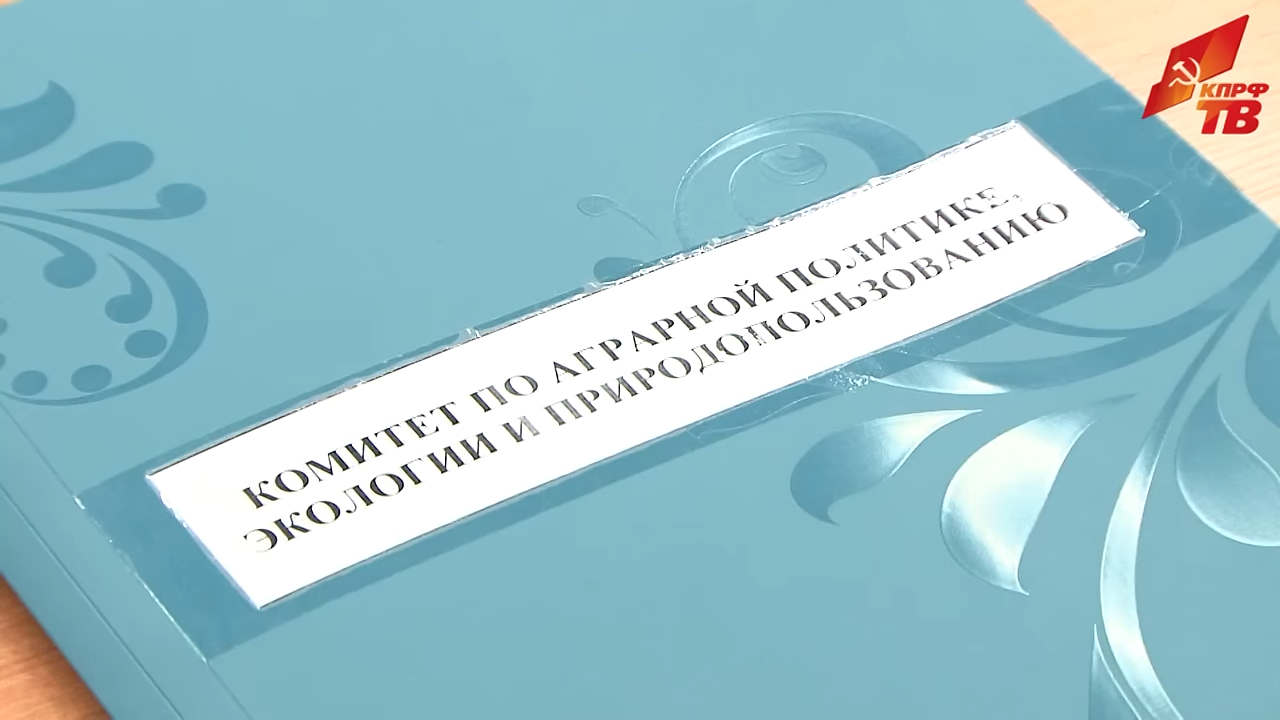 КПРФ
ТВ
КОМИТЕТ ПО АГРАРНОЙ ПОЛИТИКЕ,
ЭКОЛОГИИ И ПРИРОДОПОЛЬЗОВАНИЮ